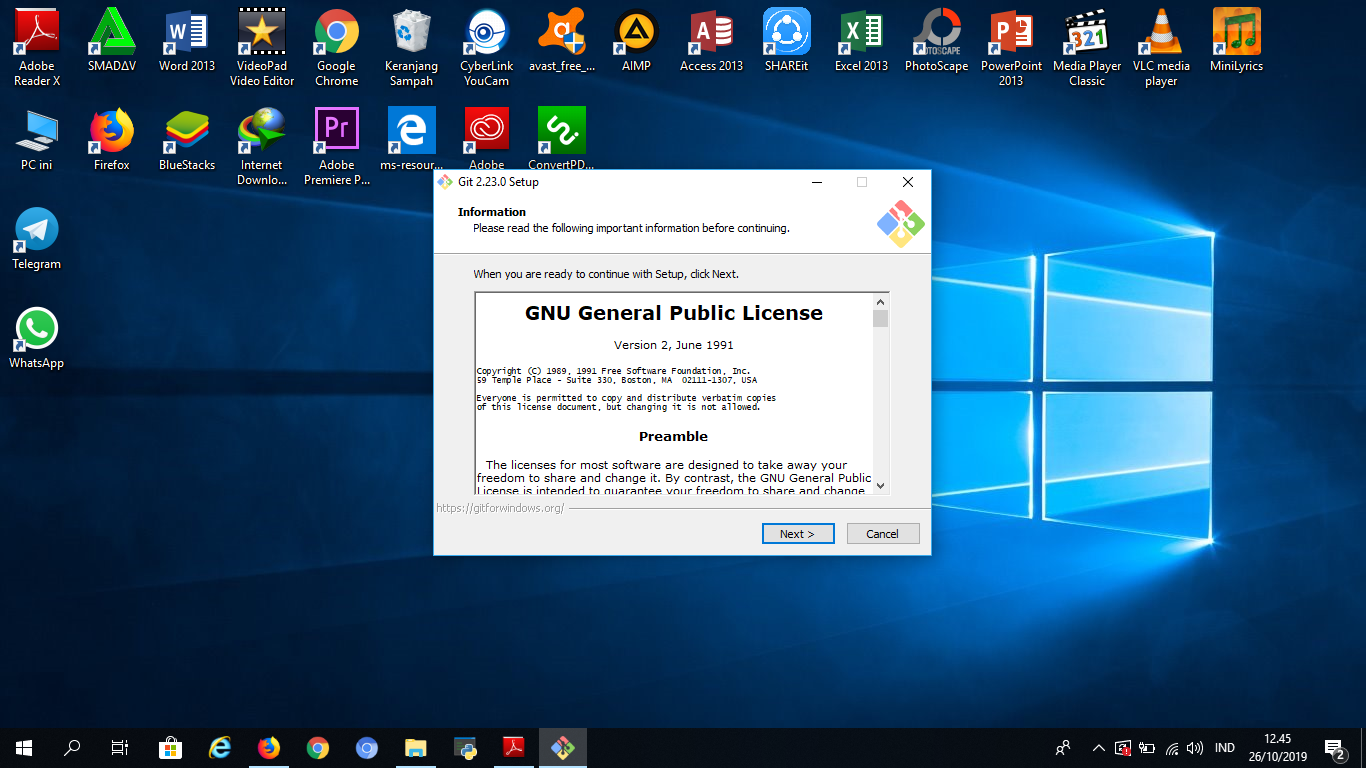 Adobe Reader X
SMADΔV
Word 2013
VideoPad Video Editor
Google Chrome
Keranjang Sampah
CyberLink YouCam
avast_free_...
AIMP
Access 2013
SHAREit
Excel 2013
PHOTOSCAPE
PhotoScape
PowerPoint 2013
321
Media Player Classic
VLC media player
MiniLyrics
PC ini
Firefox
BlueStacks
Internet Downlo...
Pr
Adobe Premiere P...
ms-resour...
Adobe
ConvertPD...
Telegram
WhatsApp
Git 2.23.0 Setup
Information
Please read the following important information before continuing.
When you are ready to continue with Setup, click Next.
GNU General Public License
Version 2, June 1991
Copyright (C) 1989, 1991 Free Software Foundation, Inc.
59 Temple Place - Suite 330, Boston, MA  02111-1307, USA
Everyone is permitted to copy and distribute verbatim copies
of this license document, but changing it is not allowed.
Preamble
The licenses for most software are designed to take away your
freedom to share and change it. By contrast, the GNU General Public
License is intended to guarantee your freedom to share and change
https://gitforwindows.org/
Next >
Cancel
IND
12.45
26/10/2019
2